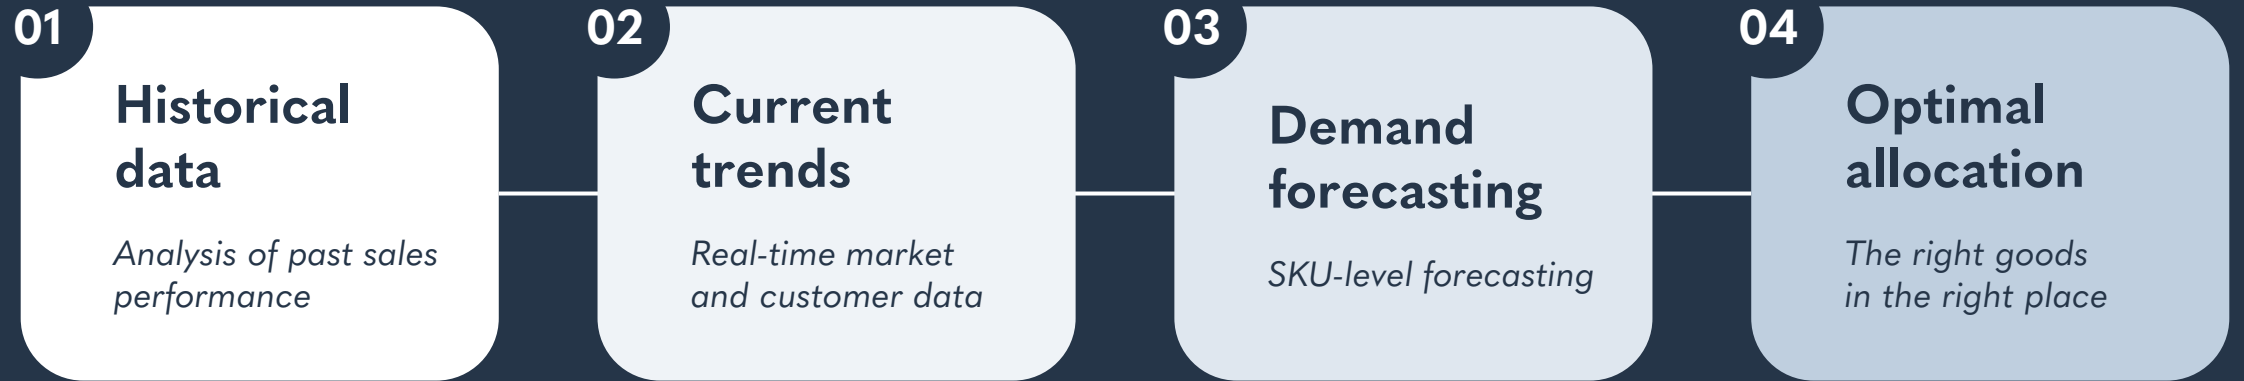 01
Historical
data
Analysis of past sales
performance
02
Current
trends
Real-time market
and customer data
03
Demand
forecasting
SKU-level forecasting
04
Optimal
allocation
The right goods
in the right place